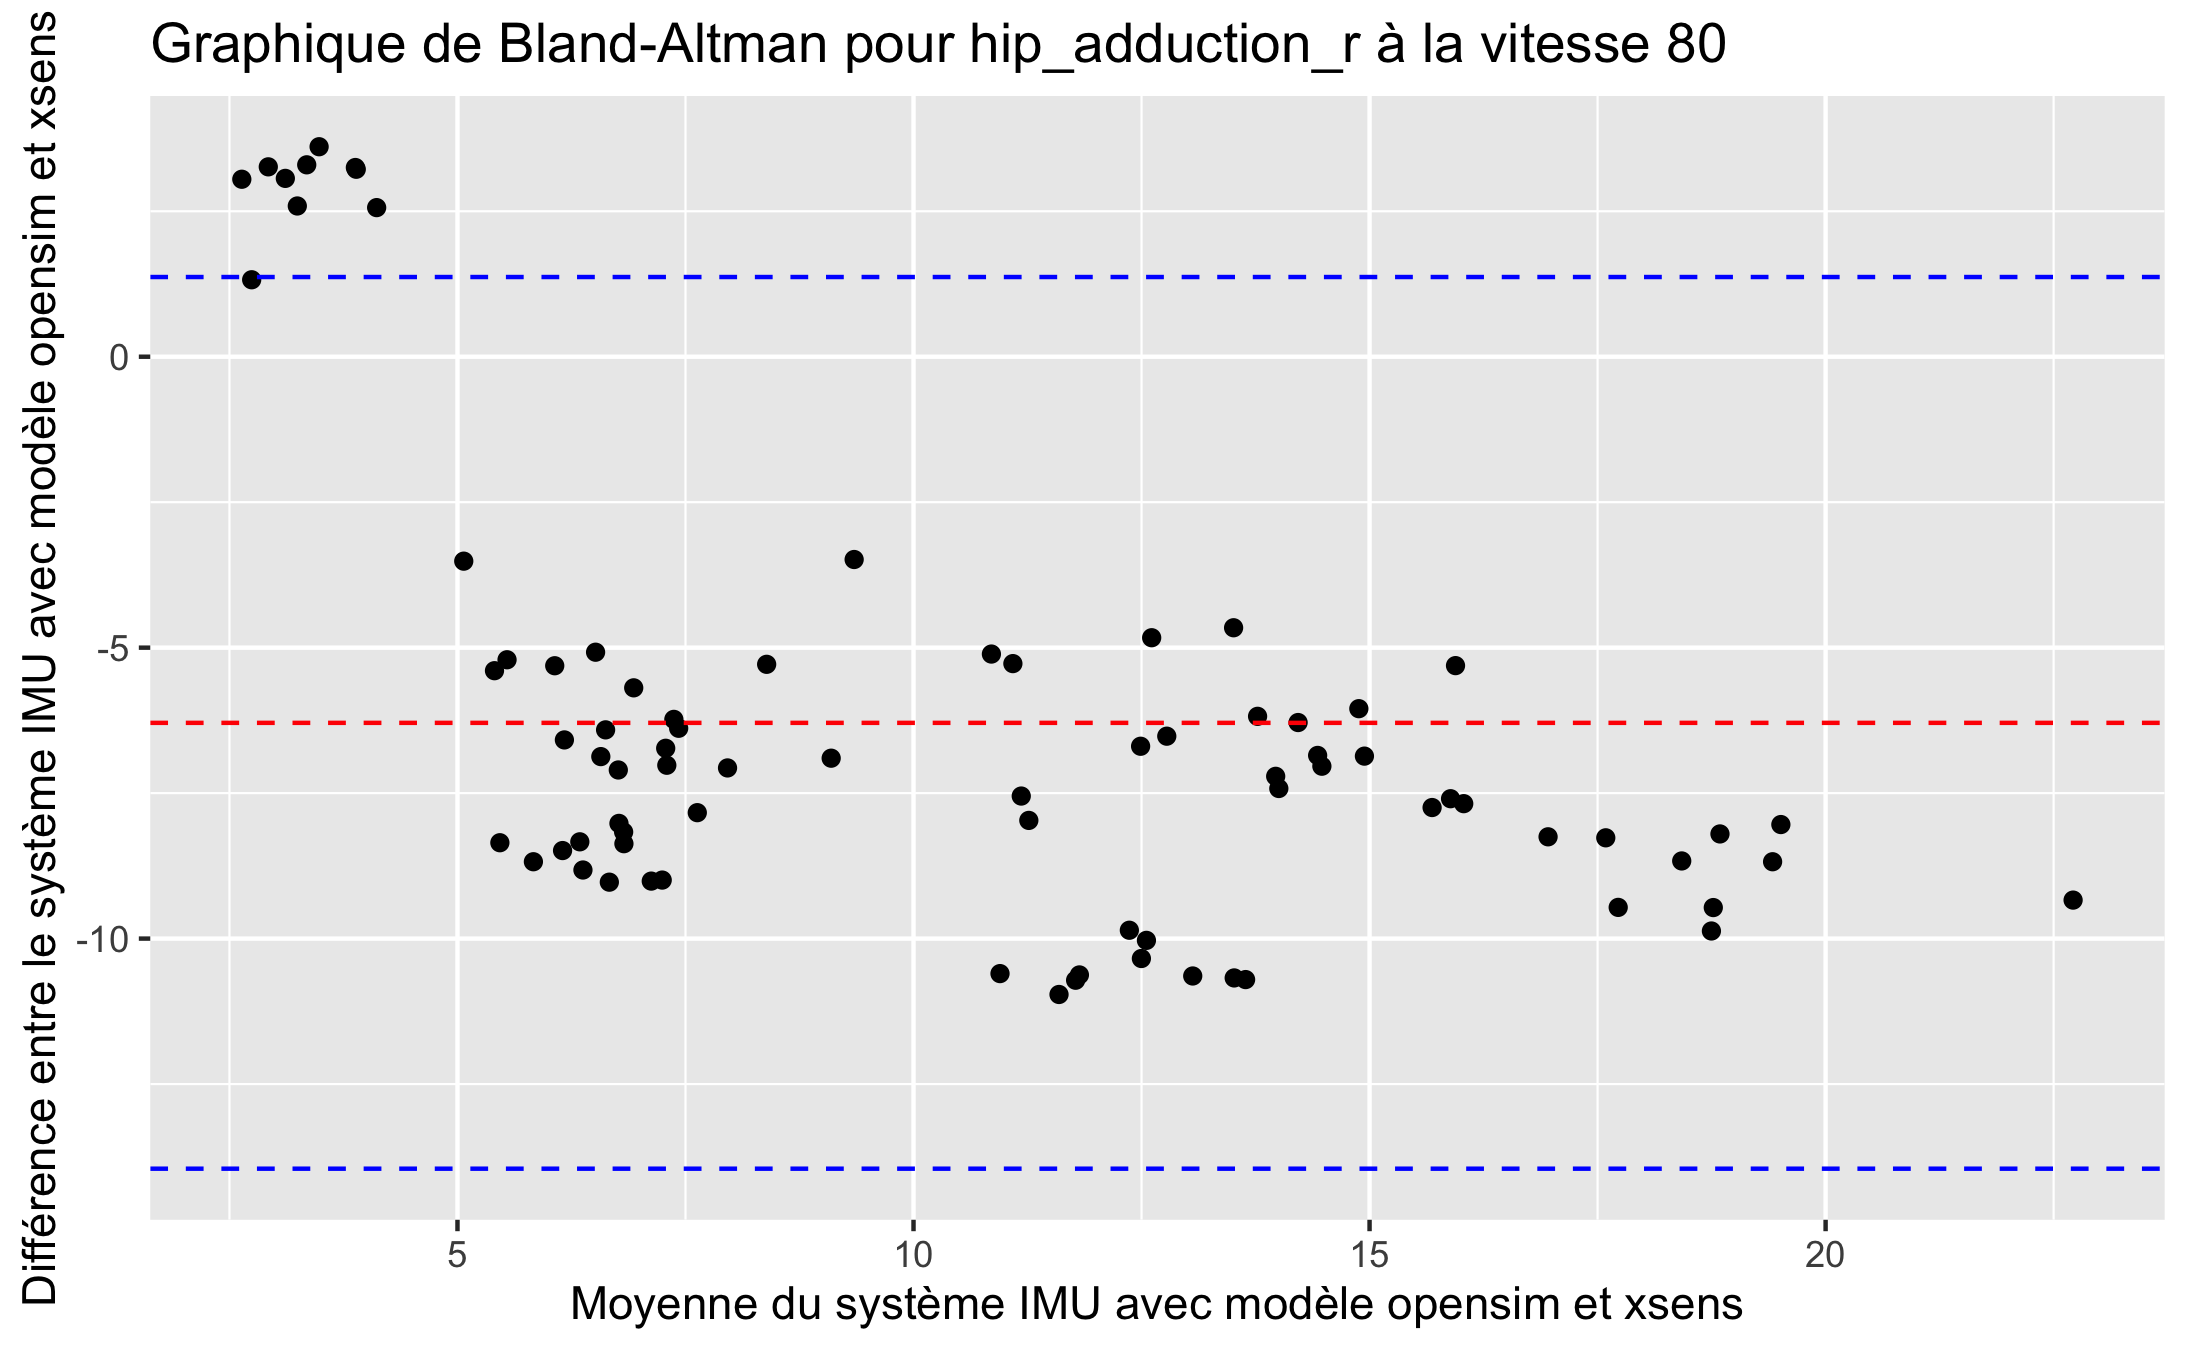 Graphique de Bland-Altman pour hip_adduction_r à la vitesse 80
Différence entre le système IMU avec modèle opensim et xsens
0
-5
-10
5
10
15
20
Moyenne du système IMU avec modèle opensim et xsens